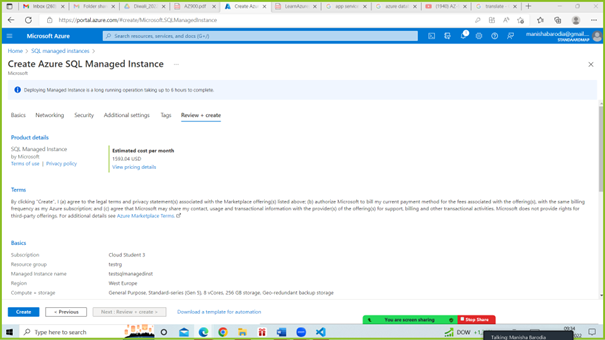 Inbox (280)
Folder share
Diwali_202
AZ900.pdf
Create Az
LearnMour
app servic
azure data
(1940) AZ
translate
https://portal.azure.com/#create/Microsoft.SQLManagedInstance
Microsoft Azure
Search resources, services, and docs (G+/)
manishabarodia@gmail....
Home > SQL managed instances >
Create Azure SQL Managed Instance ...
Microsoft
Deploying Managed Instance is a long running operation taking up to 6 hours to complete.
Basics Networking Security Additional settings Tags Review + create
Product details
SQL Managed Instance
by Microsoft
Terms of use | Privacy policy
Estimated cost per month
1593.04 USD
View pricing details
Terms
By clicking "Create", I (a) agree to the legal terms and privacy statement(s) associated with the Marketplace offering(s) listed above; (b) authorize Microsoft to bill my current payment method for the fees associated with the offering(s), with the same billing
frequency as my Azure subscription; and (c) agree that Microsoft may share my contact, usage and transactional information with the provider(s) of the offering(s) for support, billing and other transactional activities. Microsoft does not provide rights for
third-party offerings. For additional details see Azure Marketplace Terms.
Basics
Subscription Cloud Student 3
Resource group testrg
Managed Instance name
Region West Europe
Compute + storage General Purpose, Standard-series (Gen 5), 8 vCores, 256 GB storage, Geo-redundant backup storage
Create < Previous Next : Review + create > Download a template for automation
You are screen sharing Stop Share
Type here to search
DOW
09:34
Talking: Manisha Barodia